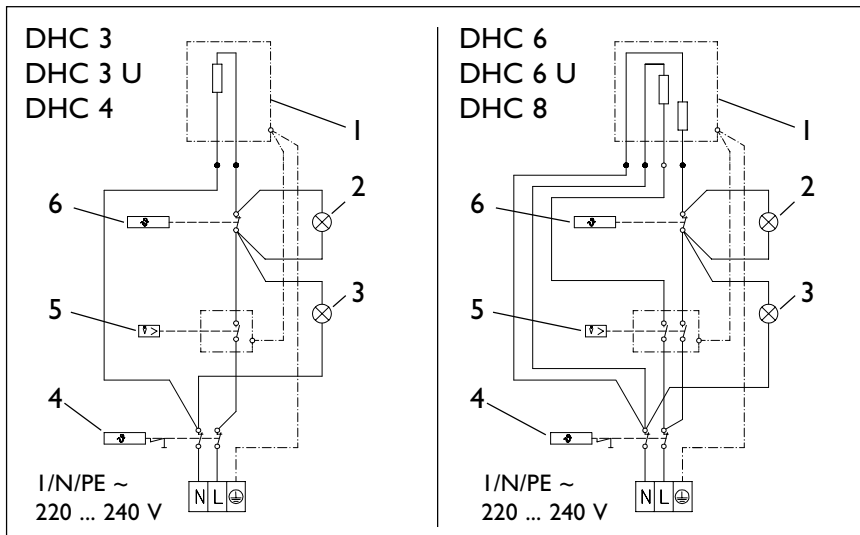 DHC 3
DHC 3 U
DHC 4
1
2
6
3
5
4
1/N/PE ~
220 ... 240 V
N L
DHC 6
DHC 6 U
DHC 8
1
2
6
3
5
4
1/N/PE ~
220 ... 240 V
N L